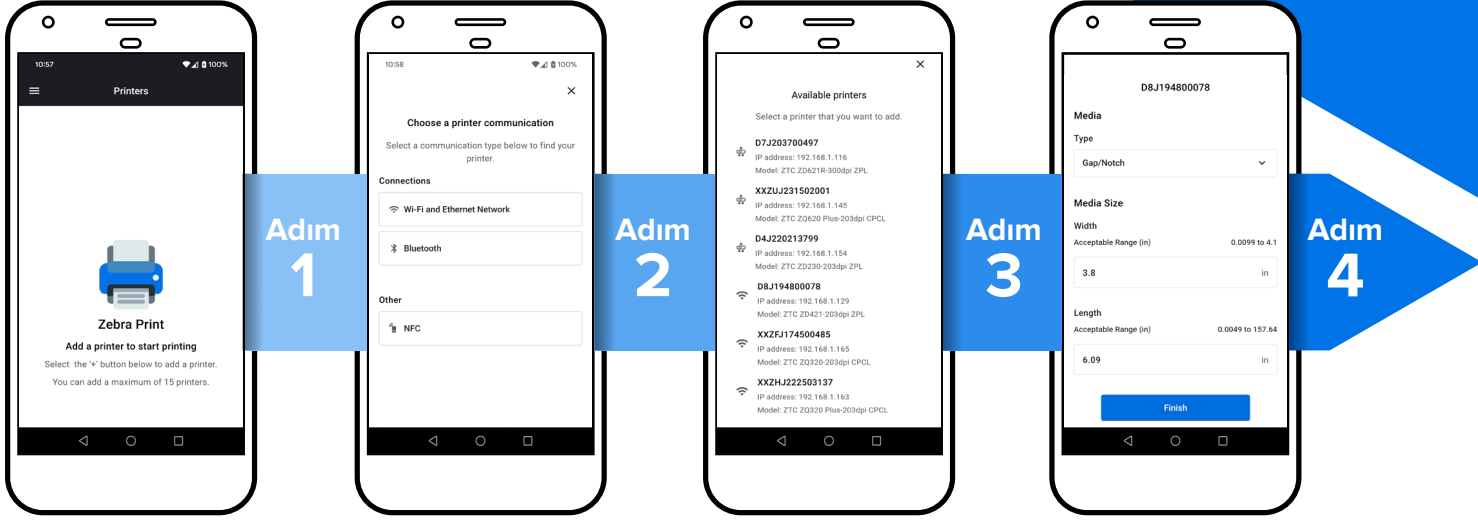 10:57
100%
Printers
Zebra Print
Add a printer to start printing
Select the '+' button below to add a printer.
You can add a maximum of 15 printers.
Adım
1
10:58
100%
Choose a printer communication
Select a communication type below to find your
printer.
Connections
Wi-Fi and Ethernet Network
Bluetooth
Other
NFC
Adım
2
Available printers
Select a printer that you want to add.
D7J203700497
IP address: 192.168.1.116
Model: ZTC ZD621R-300dpi ZPL
XXZUJ231502001
IP address: 192.168.1.145
Model: ZTC ZQ620 Plus-203dpi CPCL
D4J220213799
IP address: 192.168.1.154
Model: ZTC ZD230-203dpi ZPL
D8J194800078
IP address: 192.168.1.129
Model: ZTC ZD421-203dpi ZPL
XXZFJ174500485
IP address: 192.168.1.165
Model: ZTC ZQ320-203dpi CPCL
XXZHJ222503137
IP address: 192.168.1.163
Model: ZTC ZQ320 Plus-203dpi CPCL
Adım
3
D8J194800078
Media
Type
Gap/Notch
Media Size
Width
Acceptable Range (in) 0.0099 to 4.1
3.8 in
Length
Acceptable Range (in) 0.0049 to 157.64
6.09 in
Finish
Adım
4